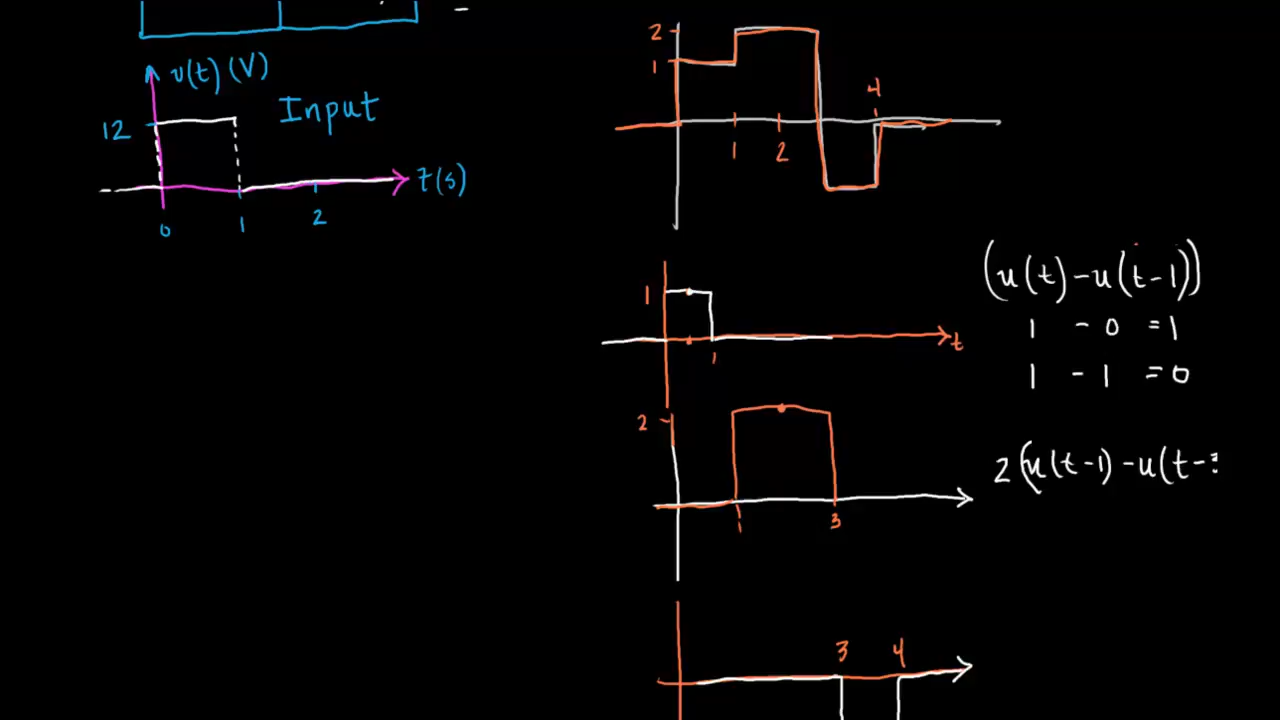 v(t) (V)
Input
12
t(s)
0
1
2
2
1
4
1
2
(u(t)-u(t-1))
1 - 0 = 1
1 - 1 = 0
1
t
1
2
2(u(t-1)-u(t-
1
3
3
4